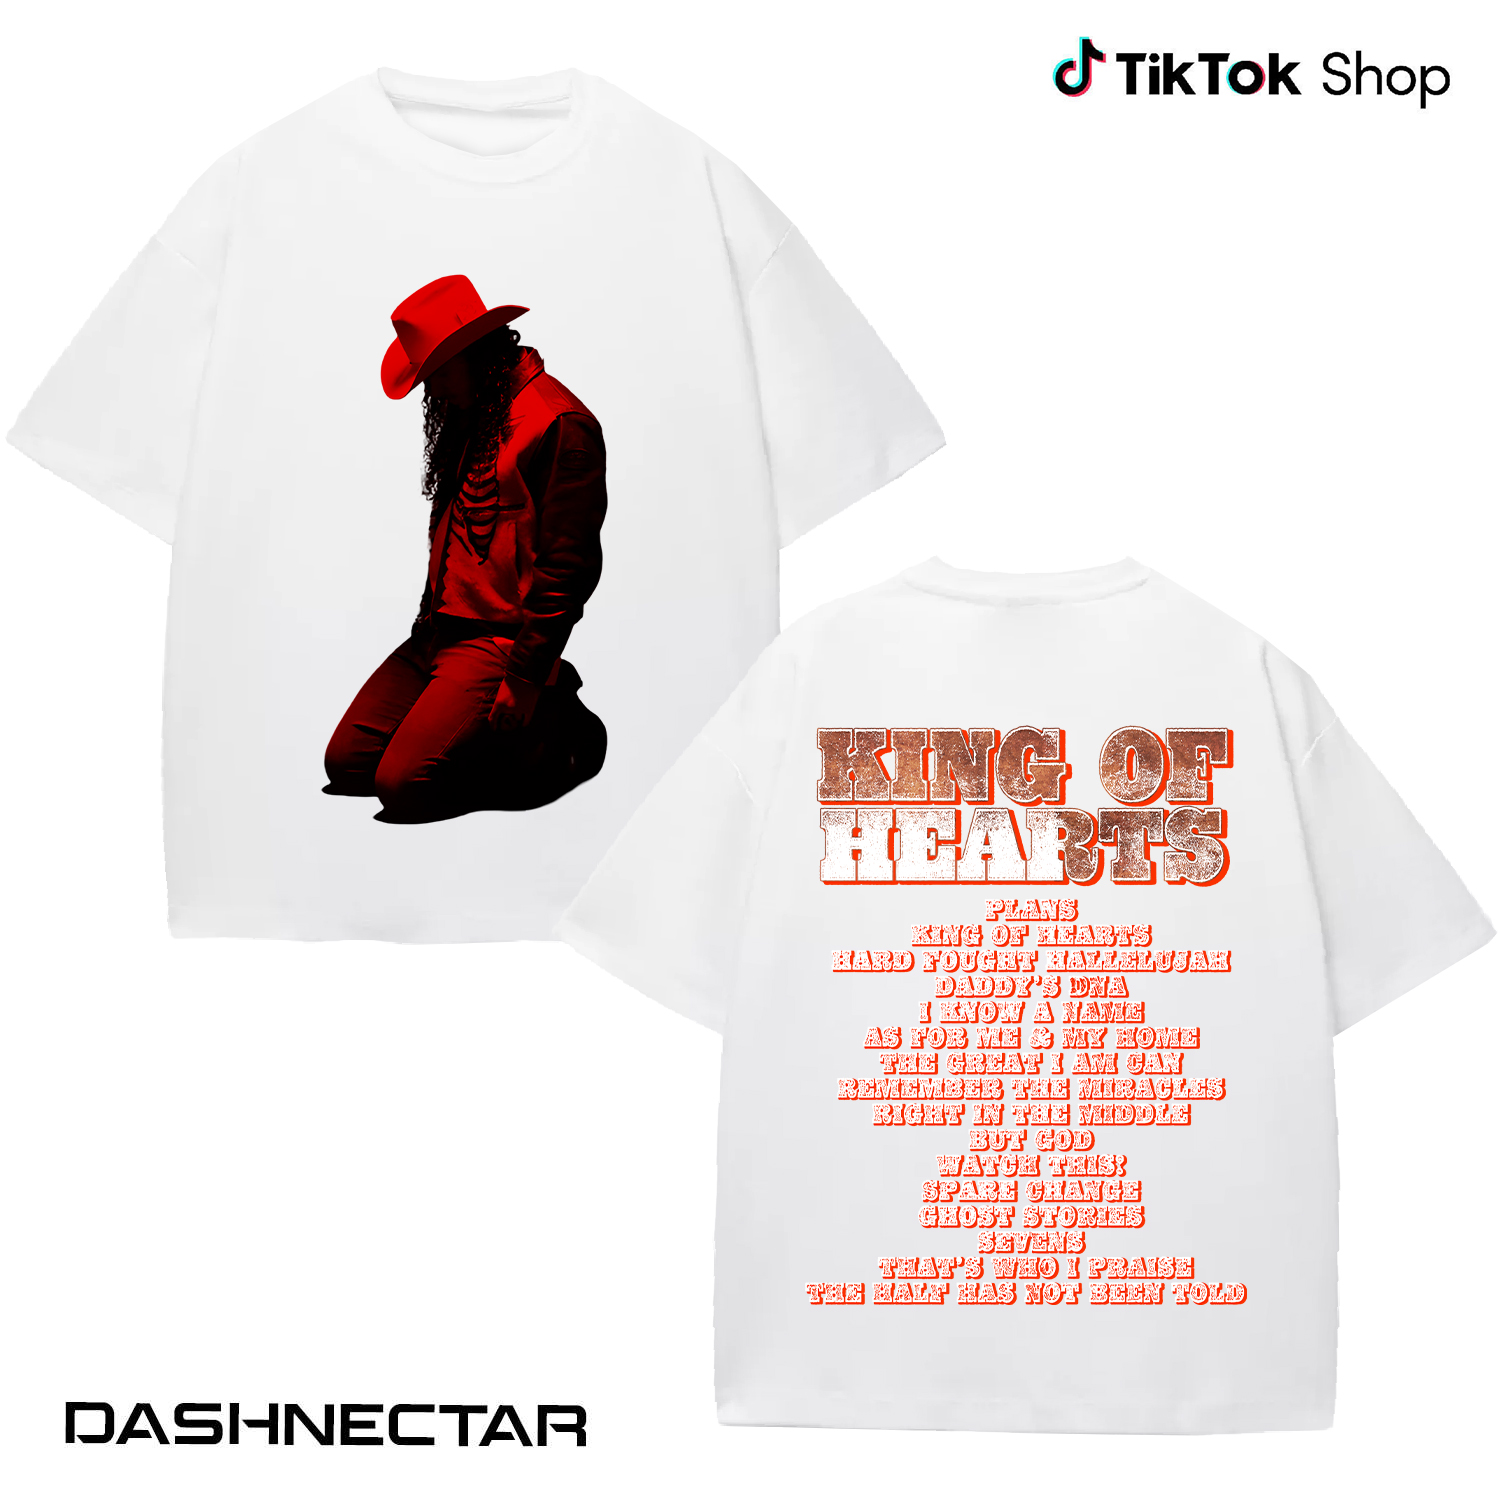 TikTok Shop
KING OF
HEARTS
PLANS
KING OF HEARTS
HARD FOUGHT HALLELUJAH
DADDY'S DNA
I KNOW A NAME
AS FOR ME & MY HOME
THE GREAT I AM CAN
REMEMBER THE MIRACLES
RIGHT IN THE MIDDLE
BUT GOD
WATCH THIS!
SPARE CHANGE
GHOST STORIES
SEVENS
THAT'S WHO I PRAISE
THE HALF HAS NOT BEEN TOLD
DASHNECTAR